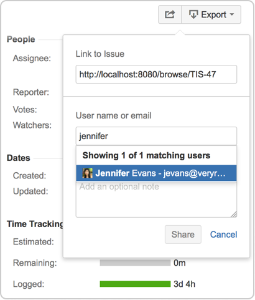 Export
People
Assignee:
Reporter:
Votes:
Watchers:
Dates
Created:
Updated:
Time Tracking
Estimated:
Remaining: 0m
Logged: 3d 4h
Link to Issue
http://localhost:8080/browse/TIS-47
User name or email
jennifer
Showing 1 of 1 matching users
Jennifer Evans - jevans@veryr...
Add an optional note
Share Cancel